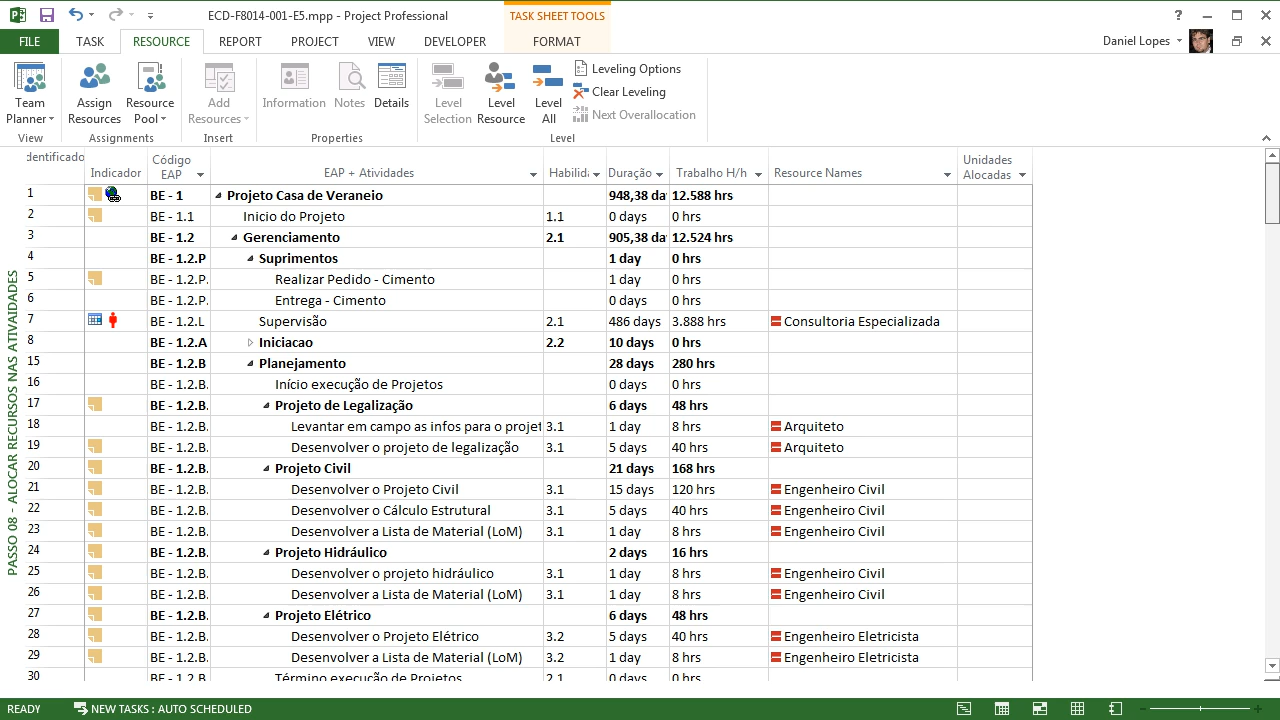 ECD-F8014-001-E5.mpp - Project Professional
TASK SHEET TOOLS
?
FILE TASK RESOURCE REPORT PROJECT VIEW DEVELOPER FORMAT
Daniel Lopes
Team Planner
Assign Resources
Resource Pool
Add Resources
Information
Notes
Details
Level Selection
Level Resource
Level All
Leveling Options
Clear Leveling
Next Overallocation
View Assignments Insert Properties Level
PASSO 08 - ALOCAR RECURSOS NAS ATIVAIDADES
dentificado Indicador Código EAP EAP + Atividades Habilid Duração Trabalho H/h Resource Names Unidades Alocadas
1 BE - 1 Projeto Casa de Veraneio 948,38 da 12.588 hrs
2 BE - 1.1 Inicio do Projeto 1.1 0 days 0 hrs
3 BE - 1.2 Gerenciamento 2.1 905,38 da 12.524 hrs
4 BE - 1.2.P Suprimentos 1 day 0 hrs
5 BE - 1.2.P. Realizar Pedido - Cimento 1 day 0 hrs
6 BE - 1.2.P. Entrega - Cimento 0 days 0 hrs
7 BE - 1.2.L Supervisão 2.1 486 days 3.888 hrs Consultoria Especializada
8 BE - 1.2.A Iniciacao 2.2 10 days 0 hrs
15 BE - 1.2.B Planejamento 28 days 280 hrs
16 BE - 1.2.B. Início execução de Projetos 0 days 0 hrs
17 BE - 1.2.B. Projeto de Legalização 6 days 48 hrs
18 BE - 1.2.B. Levantar em campo as infos para o projet 3.1 1 day 8 hrs Arquiteto
19 BE - 1.2.B. Desenvolver o projeto de legalização 3.1 5 days 40 hrs Arquiteto
20 BE - 1.2.B. Projeto Civil 21 days 168 hrs
21 BE - 1.2.B. Desenvolver o Projeto Civil 3.1 15 days 120 hrs Engenheiro Civil
22 BE - 1.2.B. Desenvolver o Cálculo Estrutural 3.1 5 days 40 hrs Engenheiro Civil
23 BE - 1.2.B. Desenvolver a Lista de Material (LoM) 3.1 1 day 8 hrs Engenheiro Civil
24 BE - 1.2.B. Projeto Hidráulico 2 days 16 hrs
25 BE - 1.2.B. Desenvolver o projeto hidráulico 3.1 1 day 8 hrs Engenheiro Civil
26 BE - 1.2.B. Desenvolver a Lista de Material (LoM) 3.1 1 day 8 hrs Engenheiro Civil
27 BE - 1.2.B. Projeto Elétrico 6 days 48 hrs
28 BE - 1.2.B. Desenvolver o Projeto Elétrico 3.2 5 days 40 hrs Engenheiro Eletricista
29 BE - 1.2.B. Desenvolver a Lista de Material (LoM) 3.2 1 day 8 hrs Engenheiro Eletricista
30 BE - 1.2.B Término execução de Projetos 2.1 0 days 0 hrs
READY NEW TASKS : AUTO SCHEDULED